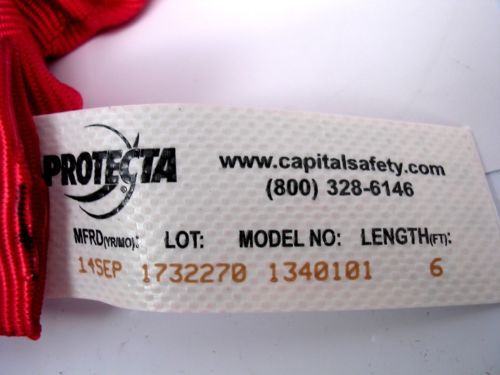 PROTECTA
www.capitalsafety.com
(800) 328-6146
MFRD(YR/MO): LOT: MODEL NO: LENGTH(FT):
14SEP 1732270 1340101 6